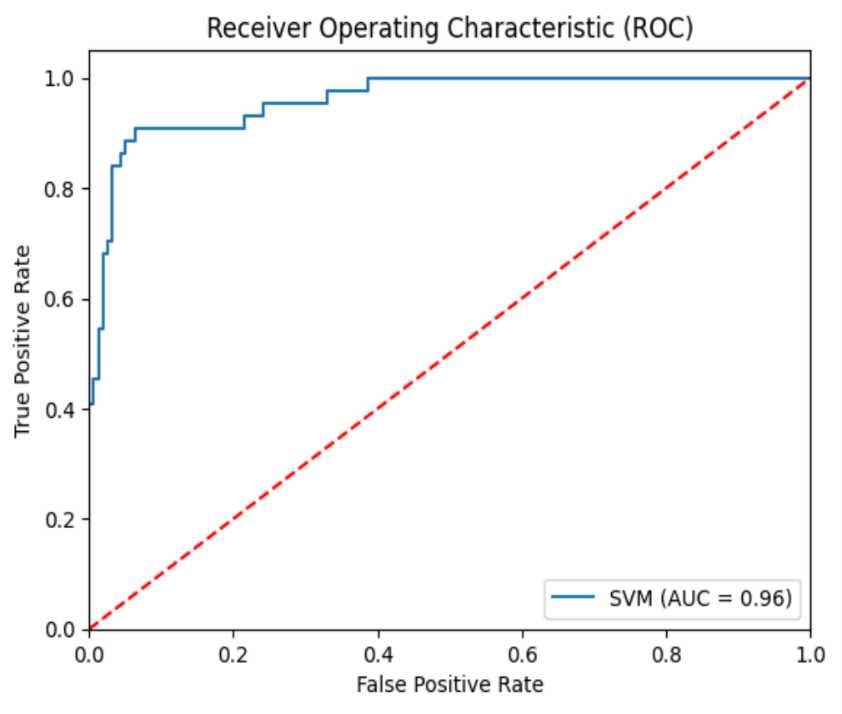 Receiver Operating Characteristic (ROC)
True Positive Rate
1.0
0.8
0.6
0.4
0.2
0.0
SVM (AUC = 0.96)
0.0 0.2 0.4 0.6 0.8 1.0
False Positive Rate